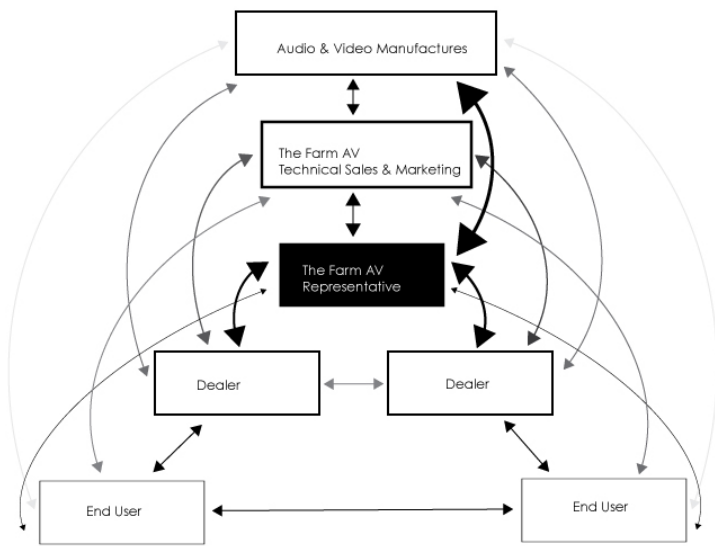 Audio & Video Manufactures
The Farm AV
Technical Sales & Marketing
The Farm AV
Representative
Dealer
Dealer
End User
End User